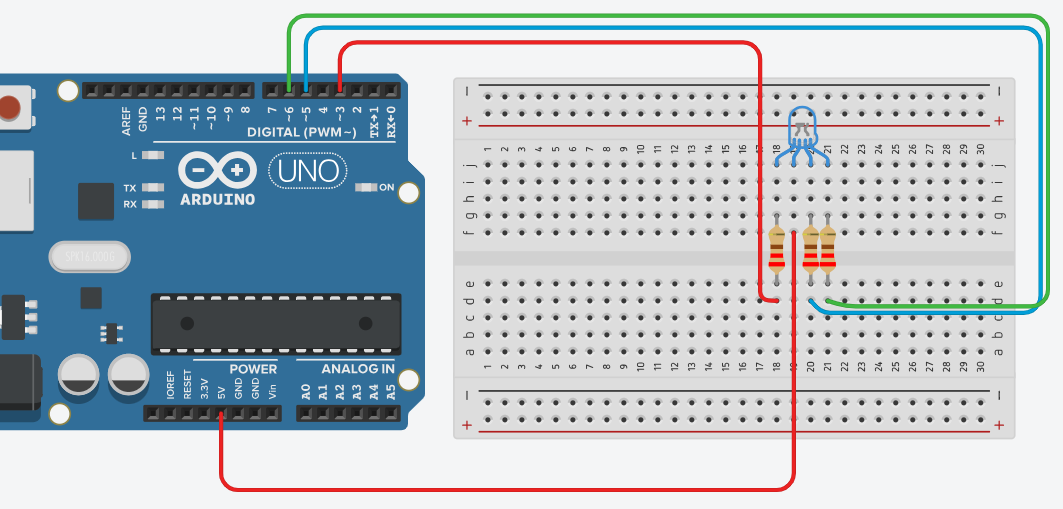 AREF
GND
13
12
~11
~10
~9
8
7
~6
~5
4
~3
2
TX→1
RX←0
DIGITAL (PWM~)
L
TX
RX
UNO
ARDUINO
ON
SPK16.000G
IOREF
RESET
3.3V
5V
GND
GND
Vin
POWER
ANALOG IN
A0
A1
A2
A3
A4
A5
− −
+ +
1 2 3 4 5 6 7 8 9 10 11 12 13 14 15 16 17 18 19 20 21 22 23 24 25 26 27 28 29 30
j j
i i
h h
g g
f f
e e
d d
c c
b b
a a
1 2 3 4 5 6 7 8 9 10 11 12 13 14 15 16 17 18 19 20 21 22 23 24 25 26 27 28 29 30
− −
+ +